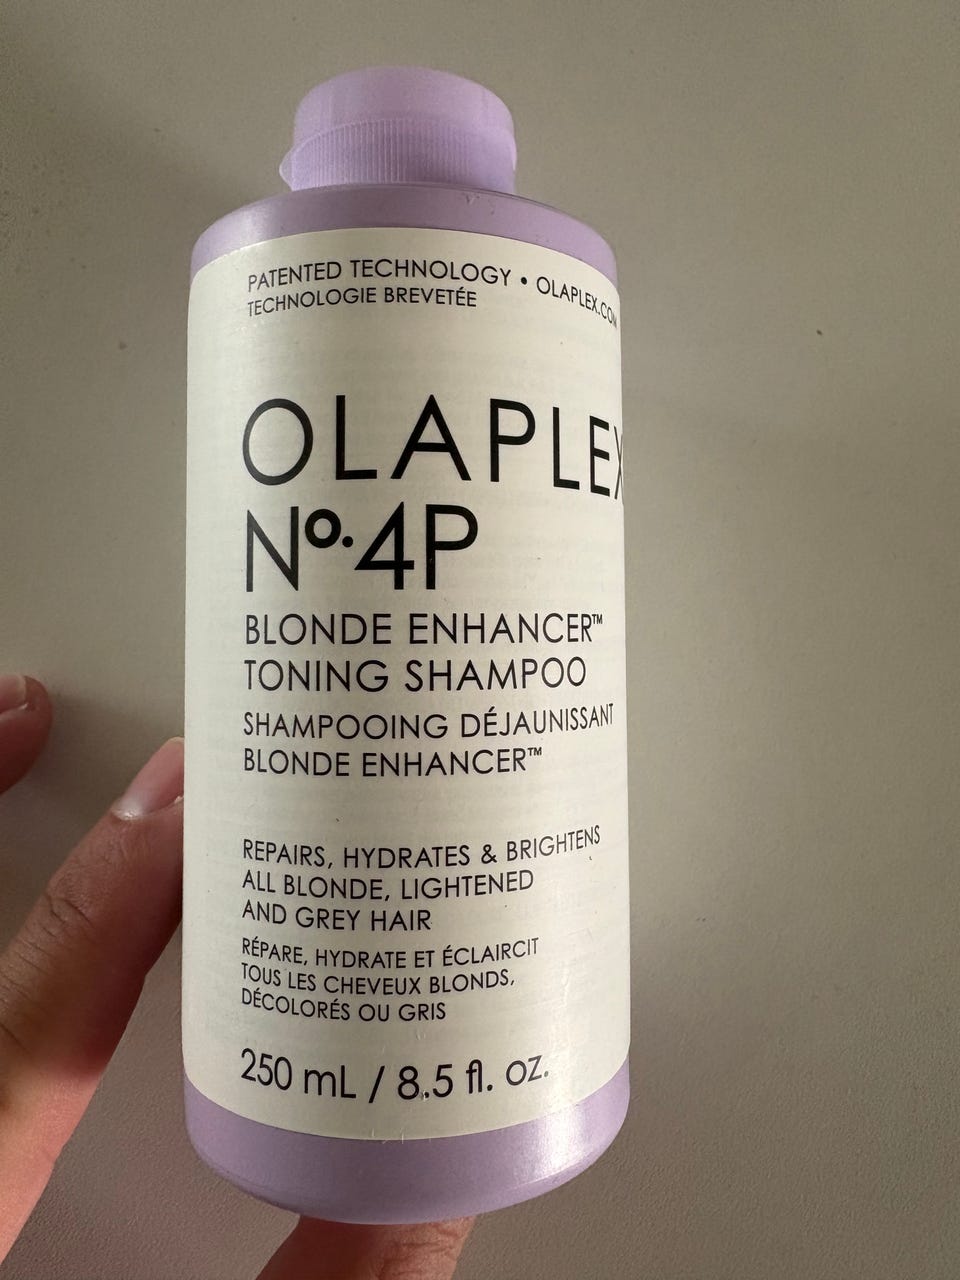 PATENTED TECHNOLOGY • OLAPLEX.COM
TECHNOLOGIE BREVETÉE
OLAPLEX
Nº.4P
BLONDE ENHANCER™
TONING SHAMPOO
SHAMPOOING DÉJAUNISSANT
BLONDE ENHANCER™
REPAIRS, HYDRATES & BRIGHTENS
ALL BLONDE, LIGHTENED
AND GREY HAIR
RÉPARE, HYDRATE ET ÉCLAIRCIT
TOUS LES CHEVEUX BLONDS,
DÉCOLORÉS OU GRIS
250 mL / 8.5 fl. oz.